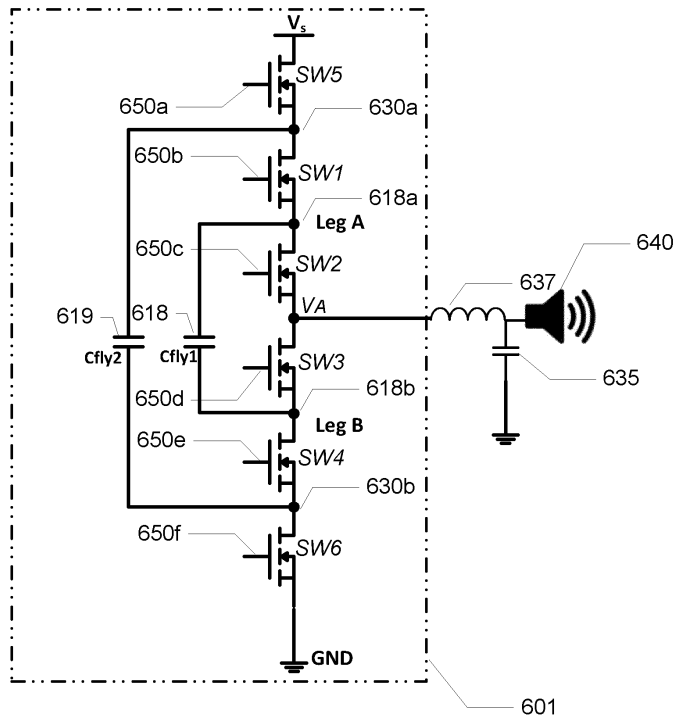 Vs
SW5
650a
630a
650b
SW1
618a
Leg A
650c
SW2
640
637
VA
619
618
Cfly2
Cfly1
SW3
635
650d
618b
Leg B
650e
SW4
630b
650f
SW6
GND
601